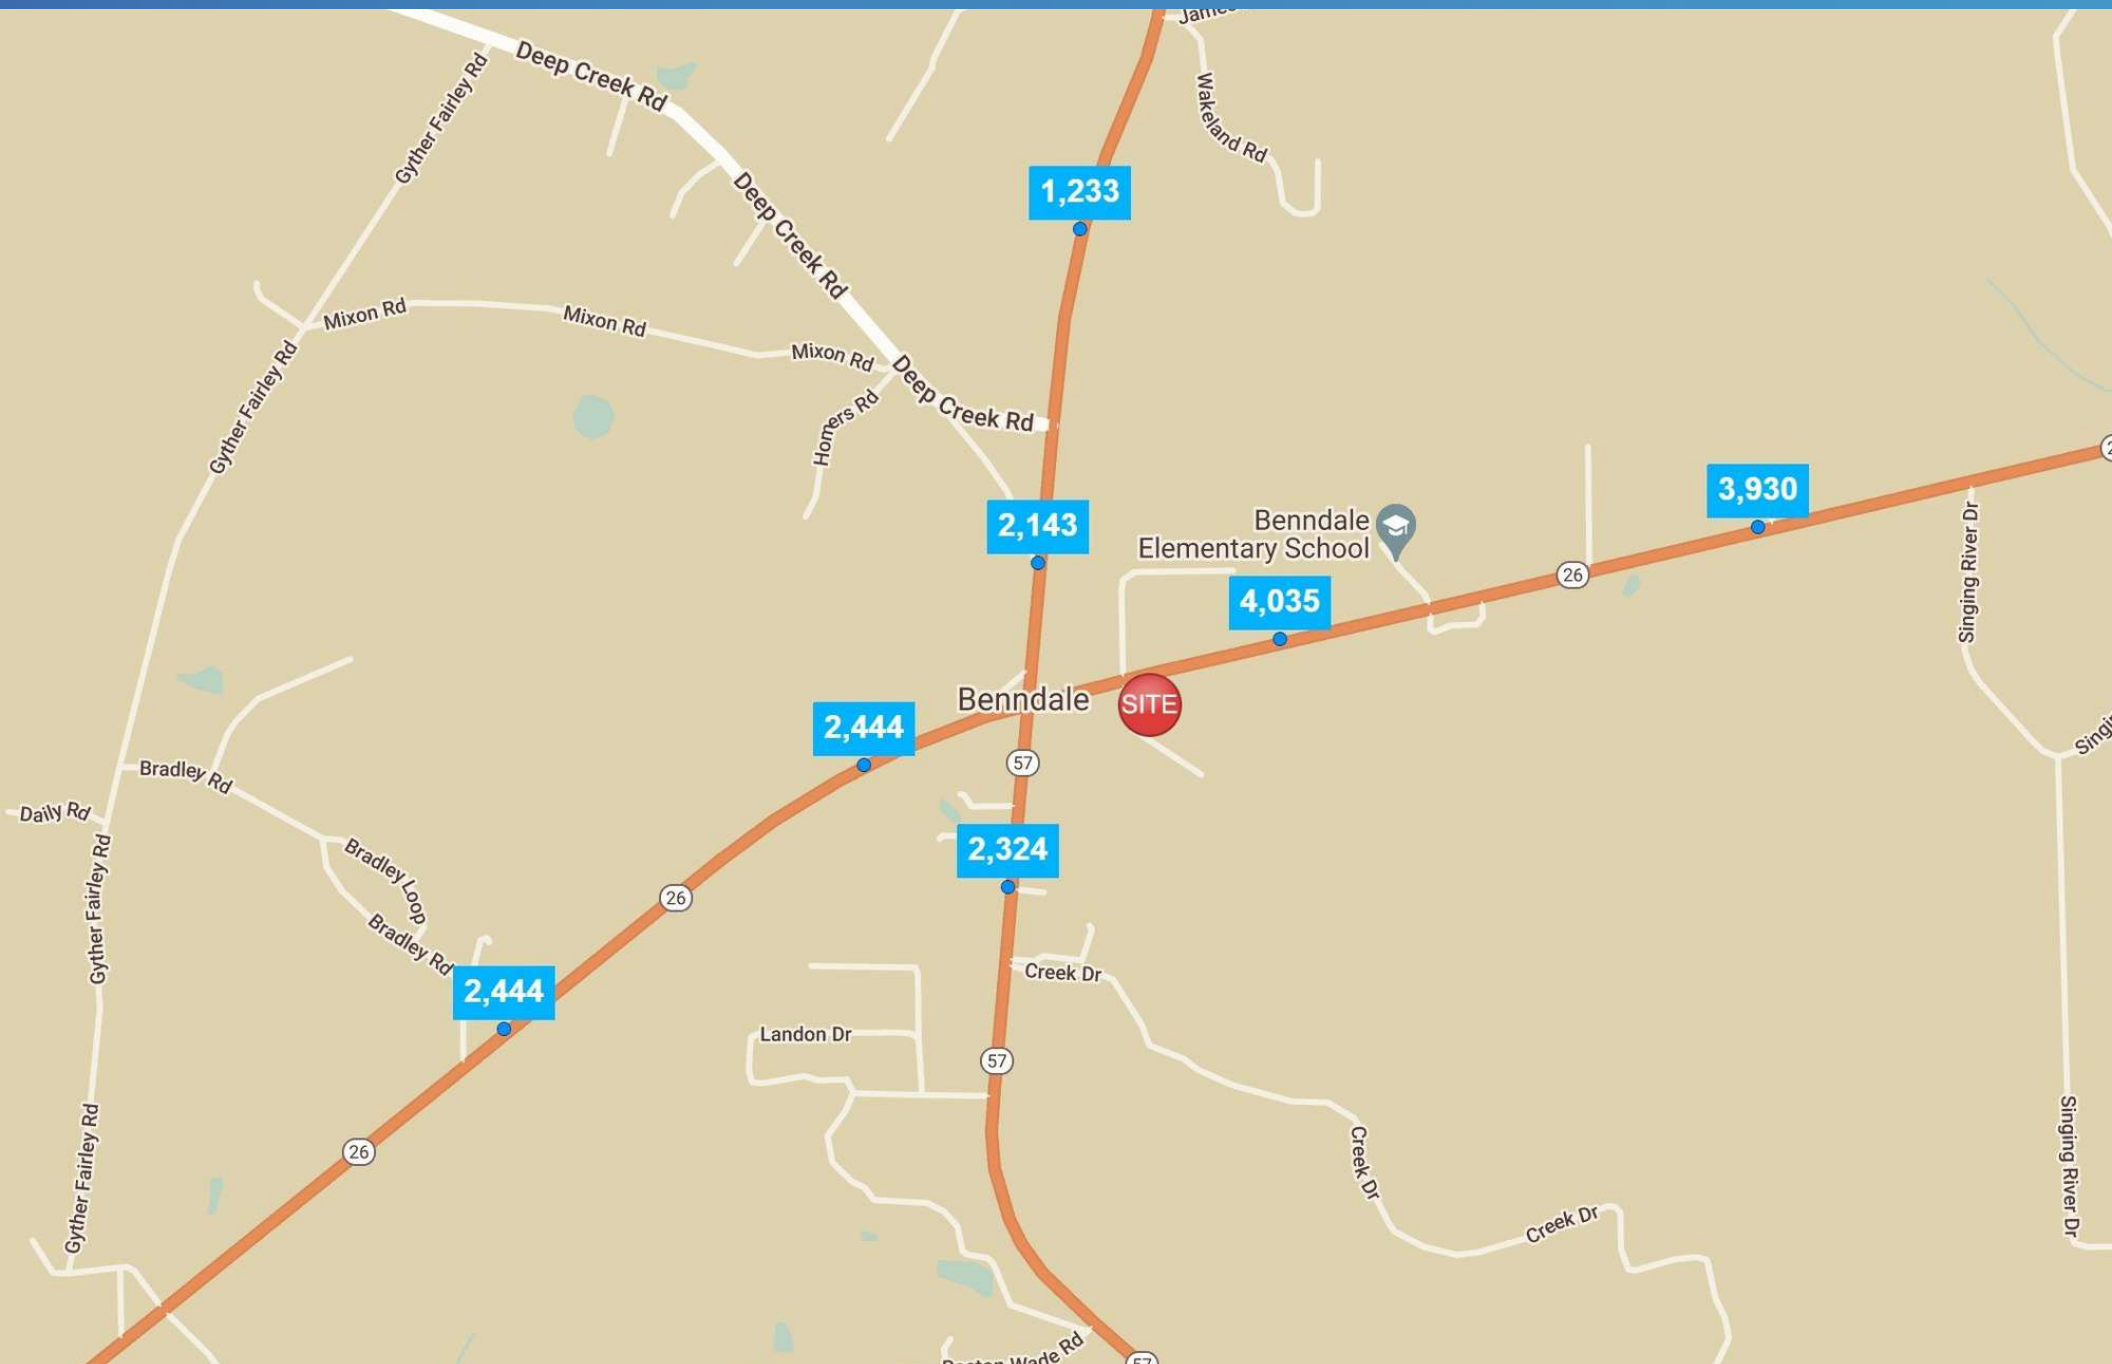 Deep Creek Rd
Gyther Fairley Rd
Wakeland Rd
1,233
Deep Creek Rd
Mixon Rd
Mixon Rd
Mixon Rd
Deep Creek Rd
Gyther Fairley Rd
Homers Rd
2,143
3,930
Benndale
Elementary School
Singing River Dr
26
4,035
Benndale
SITE
2,444
57
Bradley Rd
Daily Rd
2,324
Bradley Loop
Gyther Fairley Rd
26
Bradley Rd
Creek Dr
2,444
Landon Dr
57
26
Creek Dr
Gyther Fairley Rd
Singing River Dr
Creek Dr
Wade Rd
57